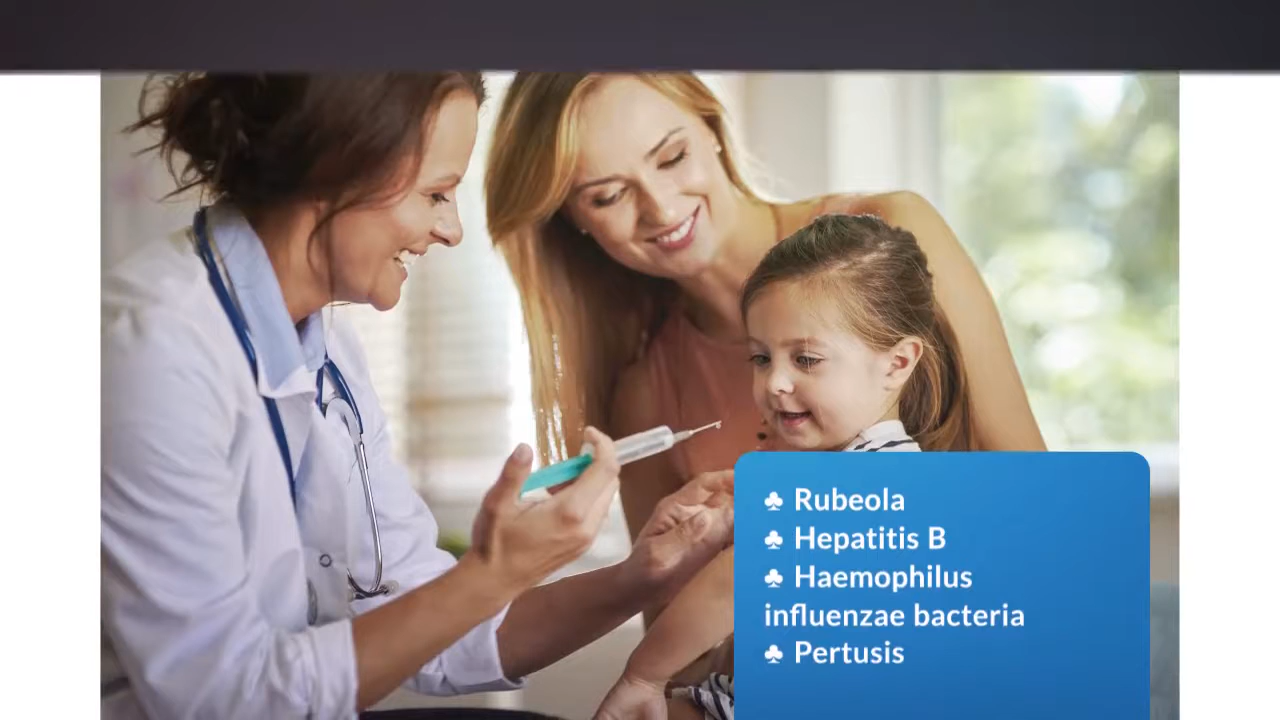 ♣ Rubeola
♣ Hepatitis B
♣ Haemophilus
influenzae bacteria
♣ Pertusis